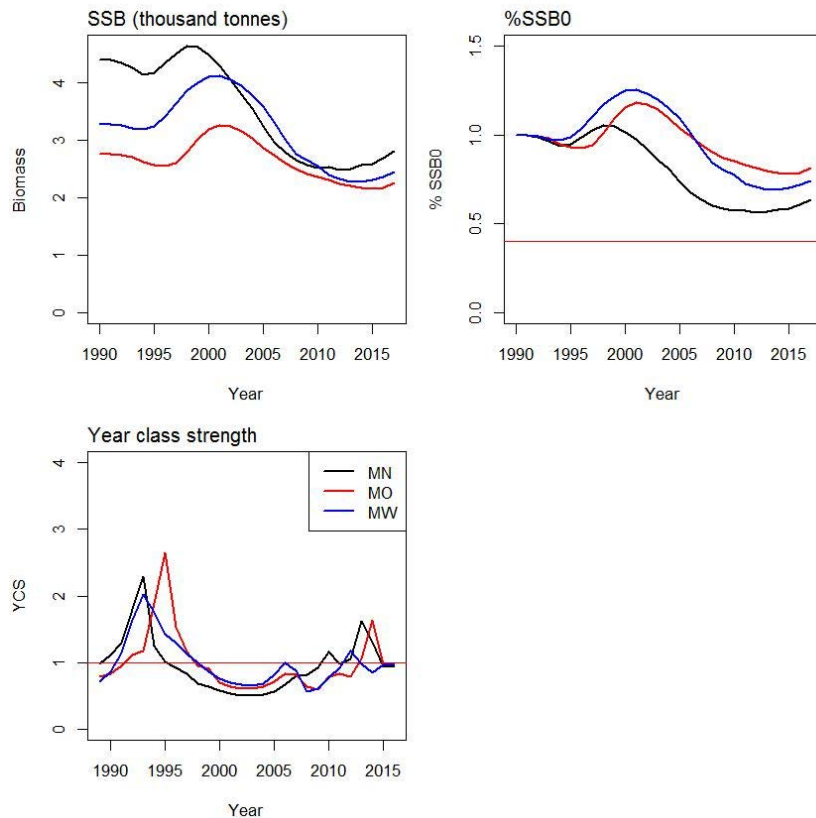 SSB (thousand tonnes)
Biomass
0
1
2
3
4
1990 1995 2000 2005 2010 2015
Year
%SSB0
% SSB0
0.0
0.5
1.0
1.5
1990 1995 2000 2005 2010 2015
Year
Year class strength
YCS
0
1
2
3
4
MN
MO
MW
1990 1995 2000 2005 2010 2015
Year